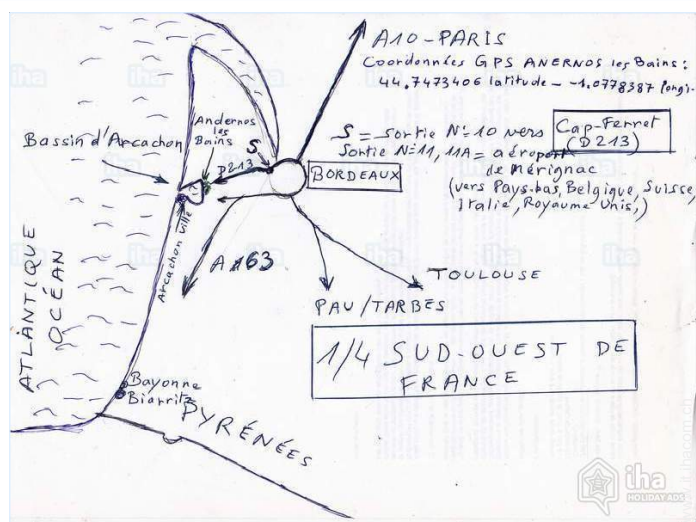 A10-PARIS
Coordonnées GPS ANERNOS les Bains :
44.7473406 latitude - -1.0778387 longi-
S = Sortie N°10 vers Cap-Ferret
(D213)
Sortie N°11, 11A = aéroport
de Mérignac
(vers Pays-bas, Belgique, Suisse,
Italie, Royaume Unis,)
Andernos
les
Bains
Bassin d'Arcachon
S
D213
BORDEAUX
Arcachon ville
A 63
ATLÀNTIQUE
OCÉAN
TOULOUSE
PAU/TARBES
1/4 SUD-OUEST DE
FRANCE
Bayonne
Biarritz
PYRÉNÉES
iha
HOLIDAY ADS